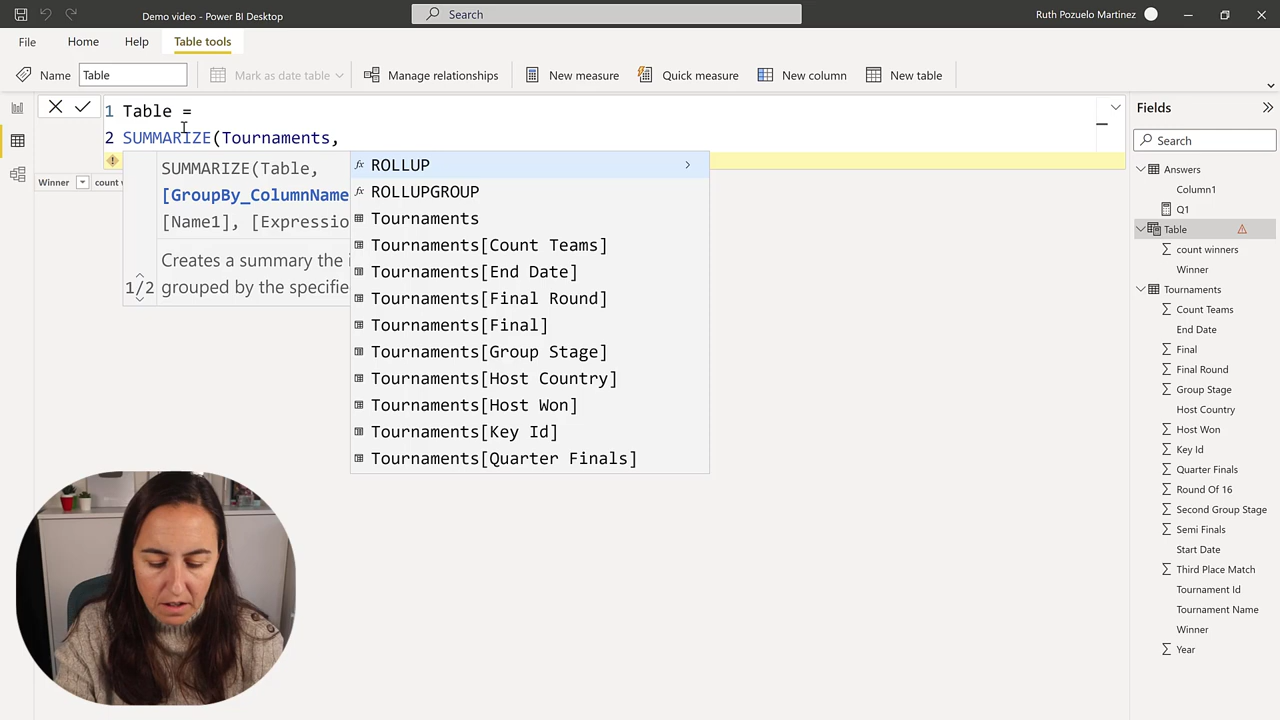 Demo video - Power BI Desktop
Search
Ruth Pozuelo Martinez
File
Home
Help
Table tools
Name
Table
Mark as date table
Manage relationships
New measure
Quick measure
New column
New table
1 Table =
2 SUMMARIZE(Tournaments,
Winner
count w
SUMMARIZE(Table,
[GroupBy_ColumnName
[Name1], [Expressio
Creates a summary the i
1/2 grouped by the specifie
ROLLUP
ROLLUPGROUP
Tournaments
Tournaments[Count Teams]
Tournaments[End Date]
Tournaments[Final Round]
Tournaments[Final]
Tournaments[Group Stage]
Tournaments[Host Country]
Tournaments[Host Won]
Tournaments[Key Id]
Tournaments[Quarter Finals]
Fields
Search
Answers
Column1
Q1
Table
count winners
Winner
Tournaments
Count Teams
End Date
Final
Final Round
Group Stage
Host Country
Host Won
Key Id
Quarter Finals
Round Of 16
Second Group Stage
Semi Finals
Start Date
Third Place Match
Tournament Id
Tournament Name
Winner
Year